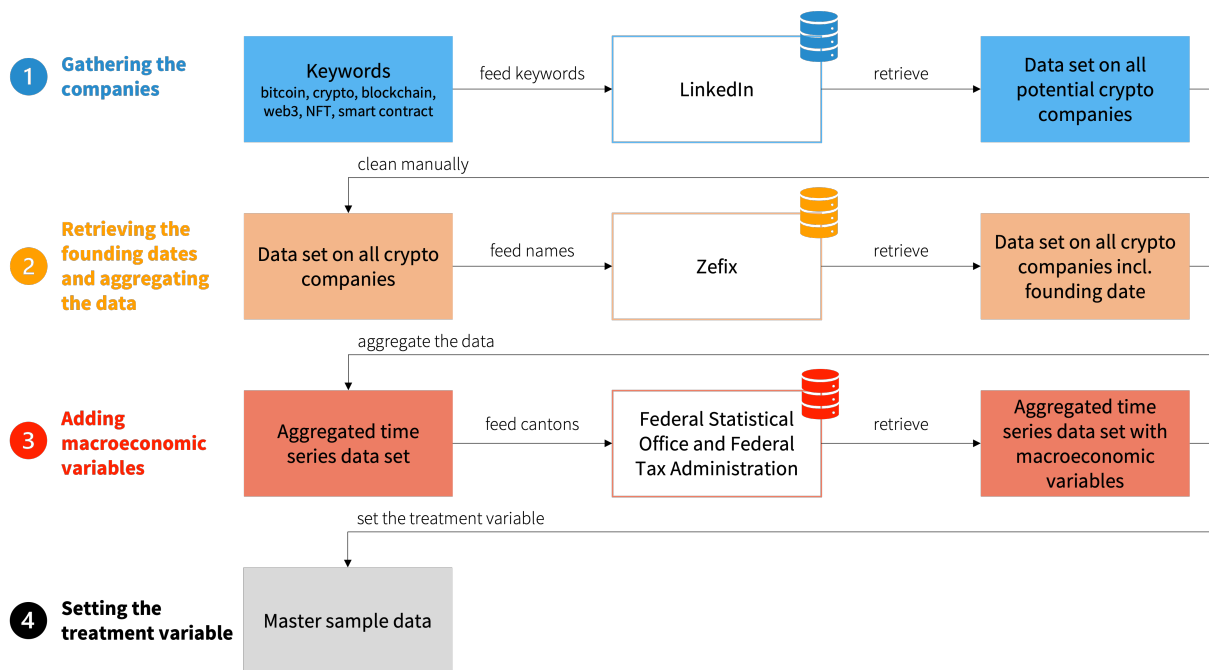 1
Gathering the
companies
Keywords
bitcoin, crypto, blockchain,
web3, NFT, smart contract
feed keywords
LinkedIn
retrieve
Data set on all
potential crypto
companies
clean manually
2
Retrieving the
founding dates
and aggregating
the data
Data set on all crypto
companies
feed names
Zefix
retrieve
Data set on all crypto
companies incl.
founding date
aggregate the data
3
Adding
macroeconomic
variables
Aggregated time
series data set
feed cantons
Federal Statistical
Office and Federal
Tax Administration
retrieve
Aggregated time
series data set with
macroeconomic
variables
set the treatment variable
4
Setting the
treatment variable
Master sample data